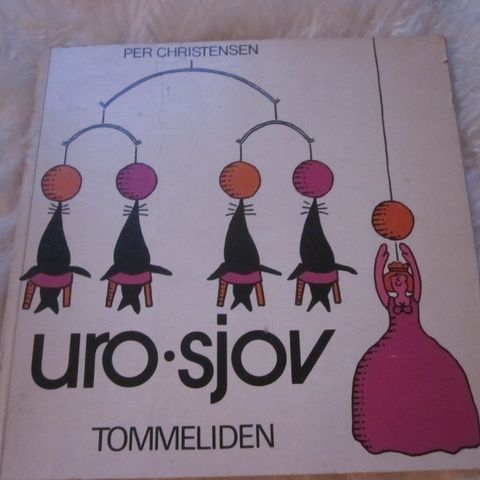 PER CHRISTENSEN
uro·sjov
TOMMELIDEN